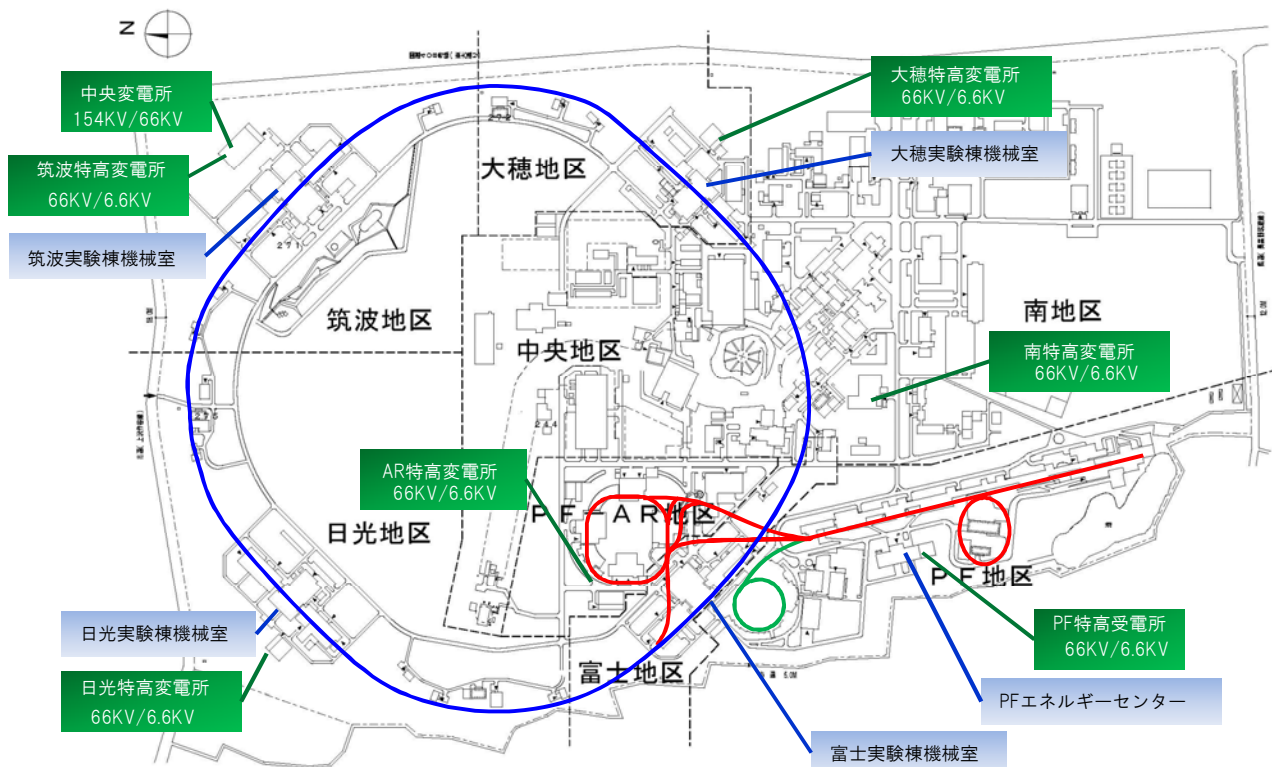 N
中央変電所
154KV/66KV
筑波特高変電所
66KV/6.6KV
筑波実験棟機械室
大穂特高変電所
66KV/6.6KV
大穂実験棟機械室
大穂地区
筑波地区
中央地区
南地区
南特高変電所
66KV/6.6KV
AR特高変電所
66KV/6.6KV
PF－AR地区
日光地区
PF地区
日光実験棟機械室
日光特高変電所
66KV/6.6KV
富士地区
PF特高受電所
66KV/6.6KV
PFエネルギーセンター
富士実験棟機械室